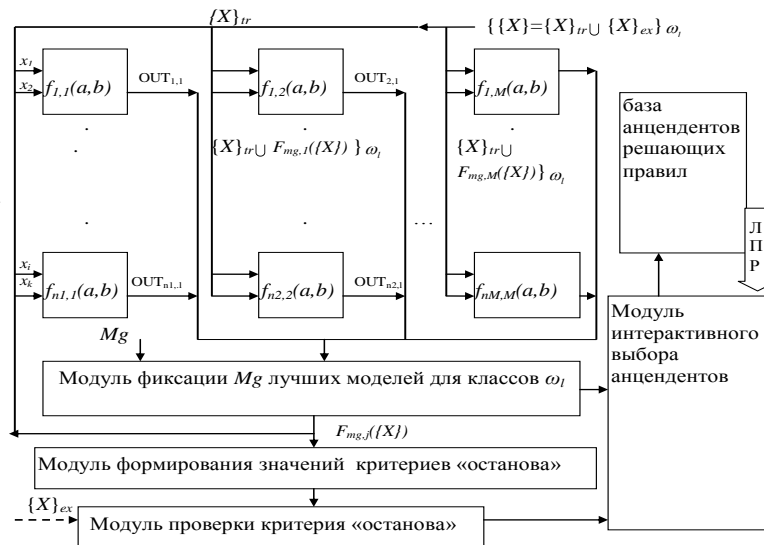 {X}tr
{ {X}={X}tr∪ {X}ex} ωl
x1
x2
f1,1(a,b)
OUT1,1
f1,2(a,b)
OUT2,1
f1,M(a,b)
{X}tr∪ Fmg,1({X}) } ωl
{X}tr∪
Fmg,M({X})} ωl
...
xi
xk
fn1,1(a,b)
OUTn1,.1
fn2,2(a,b)
OUTn2,1
fnM,M(a,b)
база
анцендентов
решающих
правил
Л
П
Р
Mg
Модуль фиксации Mg лучших моделей для классов ωl
Модуль
интерактивного
выбора
анцендентов
Fmg,j({X})
Модуль формирования значений критериев «останова»
{X}ex
Модуль проверки критерия «останова»